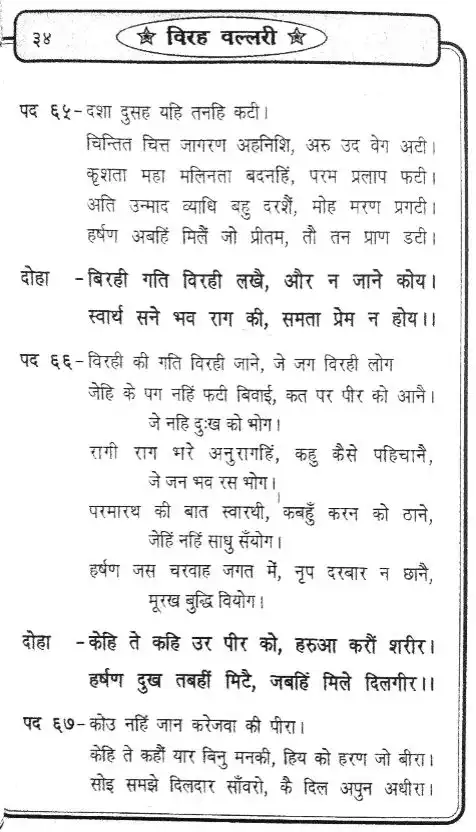 ३४
☆ विरह वल्लरी ☆
पद ६५- दशा दुसह यहि तनहि कटी।
चिन्तित चित्त जागरण अहनिशि, अरु उद वेग अटी।
कृशता महा मलिनता बदनहिं, परम प्रलाप फटी।
अति उन्माद व्याधि बहु दरशैं, मोह मरण प्रगटी।
हर्षण अबहिं मिलैं जो प्रीतम, तौ तन प्राण डटी।
दोहा -बिरही गति विरही लखै, और न जाने कोय।
स्वार्थ सने भव राग की, समता प्रेम न होय।।
पद ६६-विरही की गति विरही जाने, जे जग विरही लोग
जेहि के पग नहिं फटी बिवाई, कत पर पीर को आनै।
जे नहि दुःख को भोग।
रागी राग भरे अनुरागहिं, कहु कैसे पहिचानै,
जे जन भव रस भोग।
परमारथ की बात स्वारथी, कबहुँ करन को ठाने,
जेहिं नहिं साधु सँयोग।
हर्षण जस चरवाह जगत में, नृप दरबार न छानै,
मूरख बुद्धि वियोग।
दोहा -केहि ते कहि उर पीर को, हरुआ करौं शरीर।
हर्षण दुख तबहीं मिटै, जबहिं मिले दिलगीर।।
पद ६७-कोउ नहिं जान करेजवा की पीरा।
केहि ते कहौं यार बिनु मनकी, हिय को हरण जो बीरा।
सोइ समझे दिलदार साँवरो, कै दिल अपुन अधीरा।